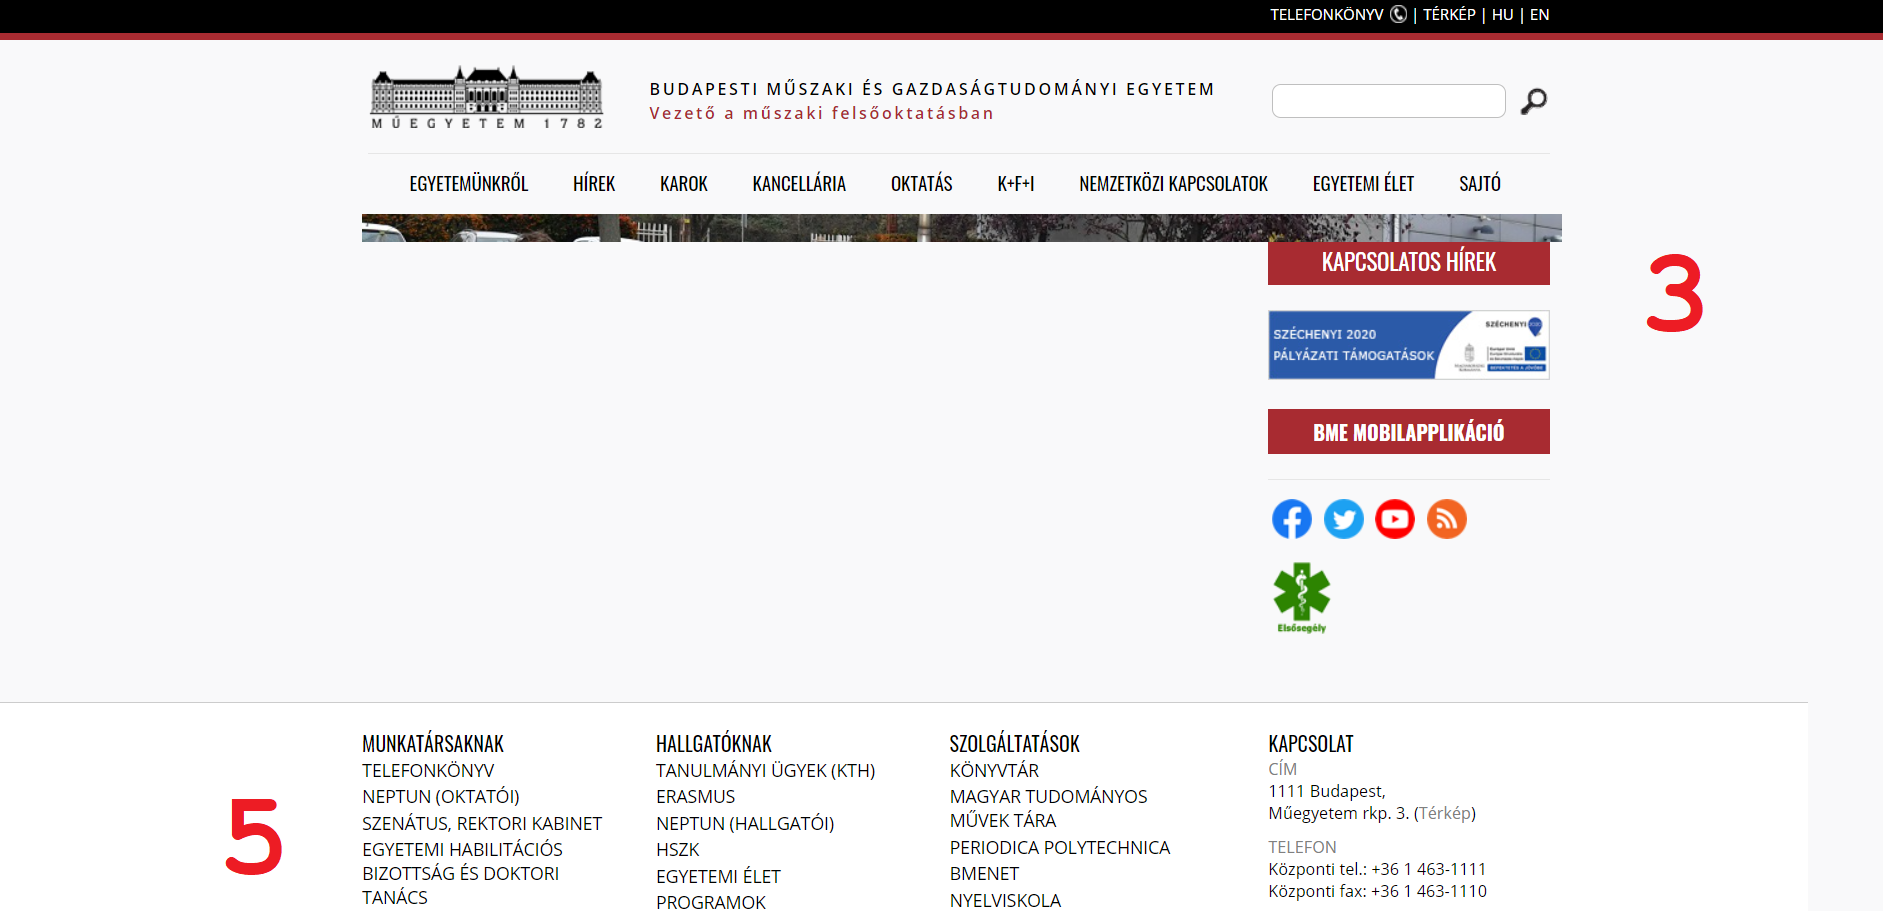 TELEFONKÖNYV | TÉRKÉP | HU | EN
MŰEGYETEM 1782
BUDAPESTI MŰSZAKI ÉS GAZDASÁGTUDOMÁNYI EGYETEM
Vezető a műszaki felsőoktatásban
EGYETEMÜNKRŐL HÍREK KAROK KANCELLÁRIA OKTATÁS K+F+I NEMZETKÖZI KAPCSOLATOK EGYETEMI ÉLET SAJTÓ
KAPCSOLATOS HÍREK
3
SZÉCHENYI 2020
PÁLYÁZATI TÁMOGATÁSOK
SZÉCHENYI
BEFEKTETÉS A JÖVŐBE
BME MOBILAPPLIKÁCIÓ
Elsősegély
5
MUNKATÁRSAKNAK
TELEFONKÖNYV
NEPTUN (OKTATÓI)
SZENÁTUS, REKTORI KABINET
EGYETEMI HABILITÁCIÓS
BIZOTTSÁG ÉS DOKTORI
TANÁCS
HALLGATÓKNAK
TANULMÁNYI ÜGYEK (KTH)
ERASMUS
NEPTUN (HALLGATÓI)
HSZK
EGYETEMI ÉLET
PROGRAMOK
SZOLGÁLTATÁSOK
KÖNYVTÁR
MAGYAR TUDOMÁNYOS
MŰVEK TÁRA
PERIODICA POLYTECHNICA
BMENET
NYELVISKOLA
KAPCSOLAT
CÍM
1111 Budapest,
Műegyetem rkp. 3. (Térkép)
TELEFON
Központi tel.: +36 1 463-1111
Központi fax: +36 1 463-1110